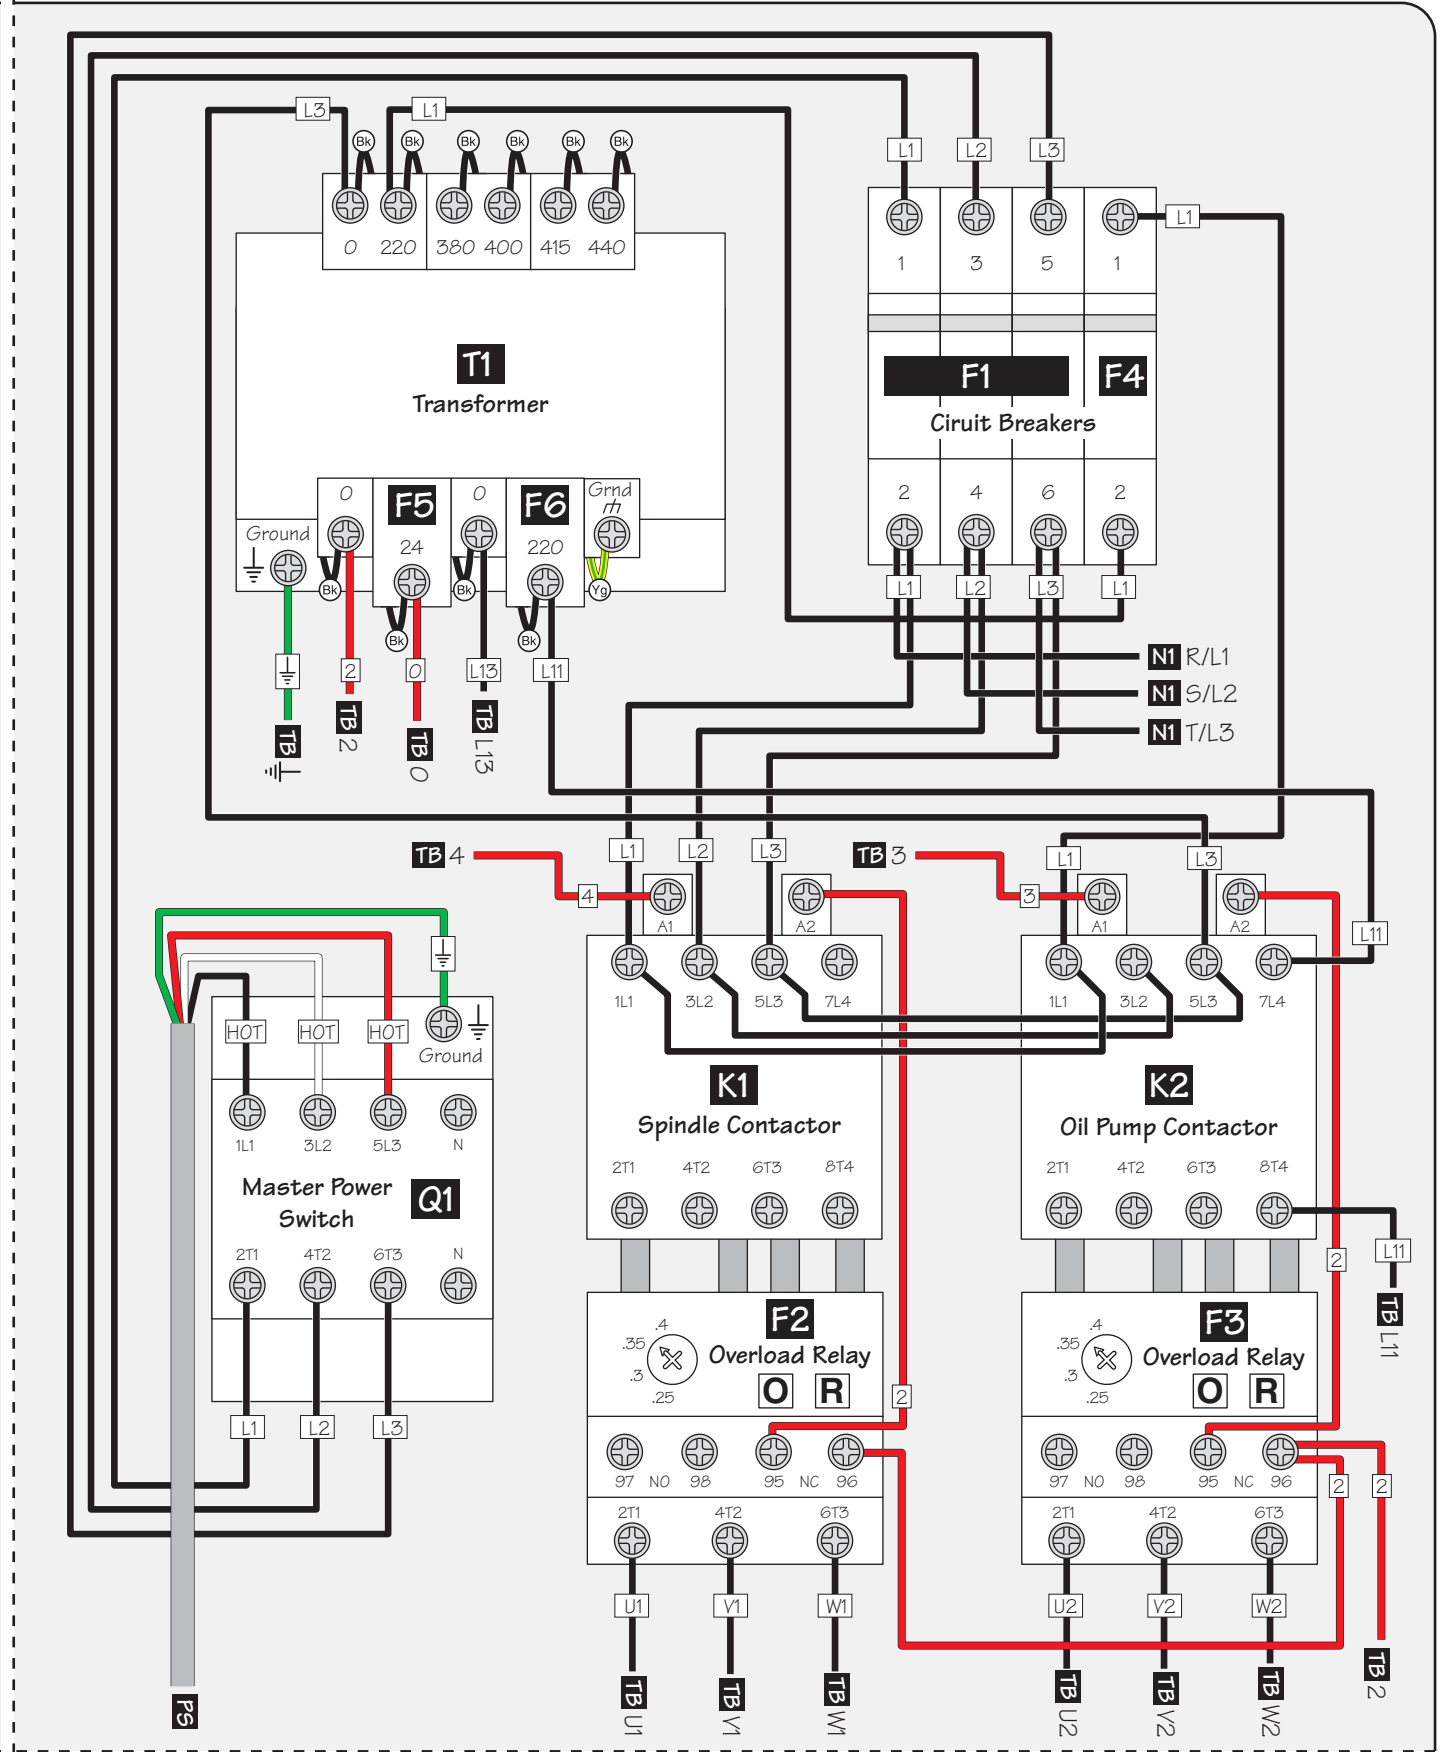 L3 L1
Bk Bk Bk Bk Bk Bk
0 220 380 400 415 440
T1
Transformer
0 F5 0 F6 Grnd
Ground 24 220
Bk Bk Yg
Bk Bk
2 0 L13 L11
TB
TB 2
TB 0
TB L13
L1 L2 L3 L1
1 3 5 1
F1 F4
Ciruit Breakers
2 4 6 2
L1 L2 L3 L1
N1 R/L1
N1 S/L2
N1 T/L3
TB 4 L1 L2 L3 TB 3 L1 L3
4 3
A1 A2 A1 A2
L11
1L1 3L2 5L3 7L4
K1
Spindle Contactor
2T1 4T2 6T3 8T4
1L1 3L2 5L3 7L4
K2
Oil Pump Contactor
2T1 4T2 6T3 8T4
HOT HOT HOT
Ground
1L1 3L2 5L3 N
Master Power
Switch
Q1
2T1 4T2 6T3 N
L1 L2 L3
PS
2
L11
TB L11
F2
Overload Relay
O R
.4
.35
.3
.25
2
97 NO 98 95 NC 96
2T1 4T2 6T3
U1 V1 W1
TB U1
TB V1
TB W1
F3
Overload Relay
O R
.4
.35
.3
.25
97 NO 98 95 NC 96
2 2
2T1 4T2 6T3
U2 V2 W2
TB U2
TB V2
TB W2
TB 2